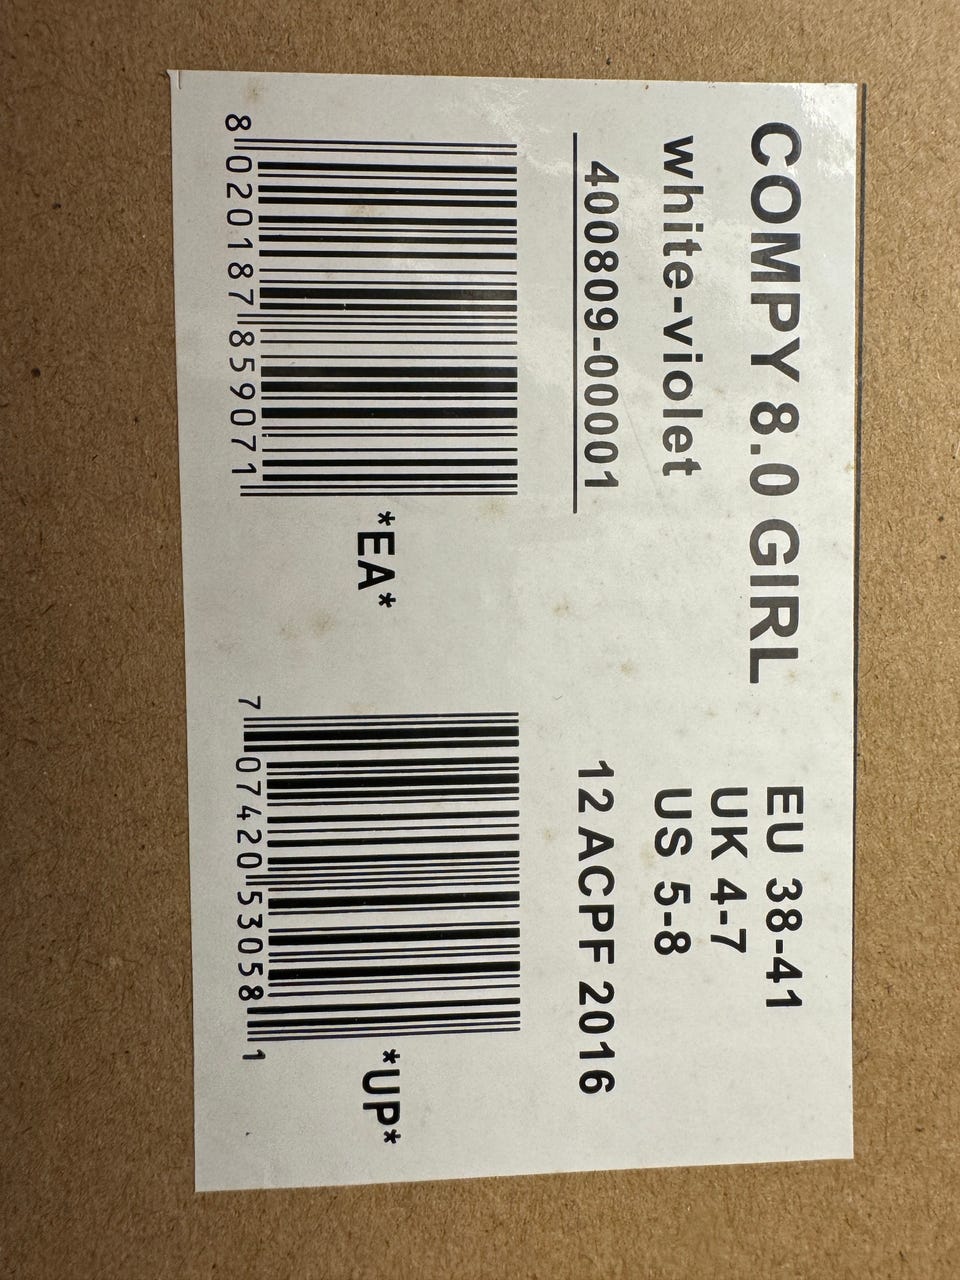 COMPY 8.0 GIRL
white-violet
400809-00001
EU 38-41
UK 4-7
US 5-8
12 ACPF 2016
8 020187 859071
*EA*
7 07420 53058 1
*UP*